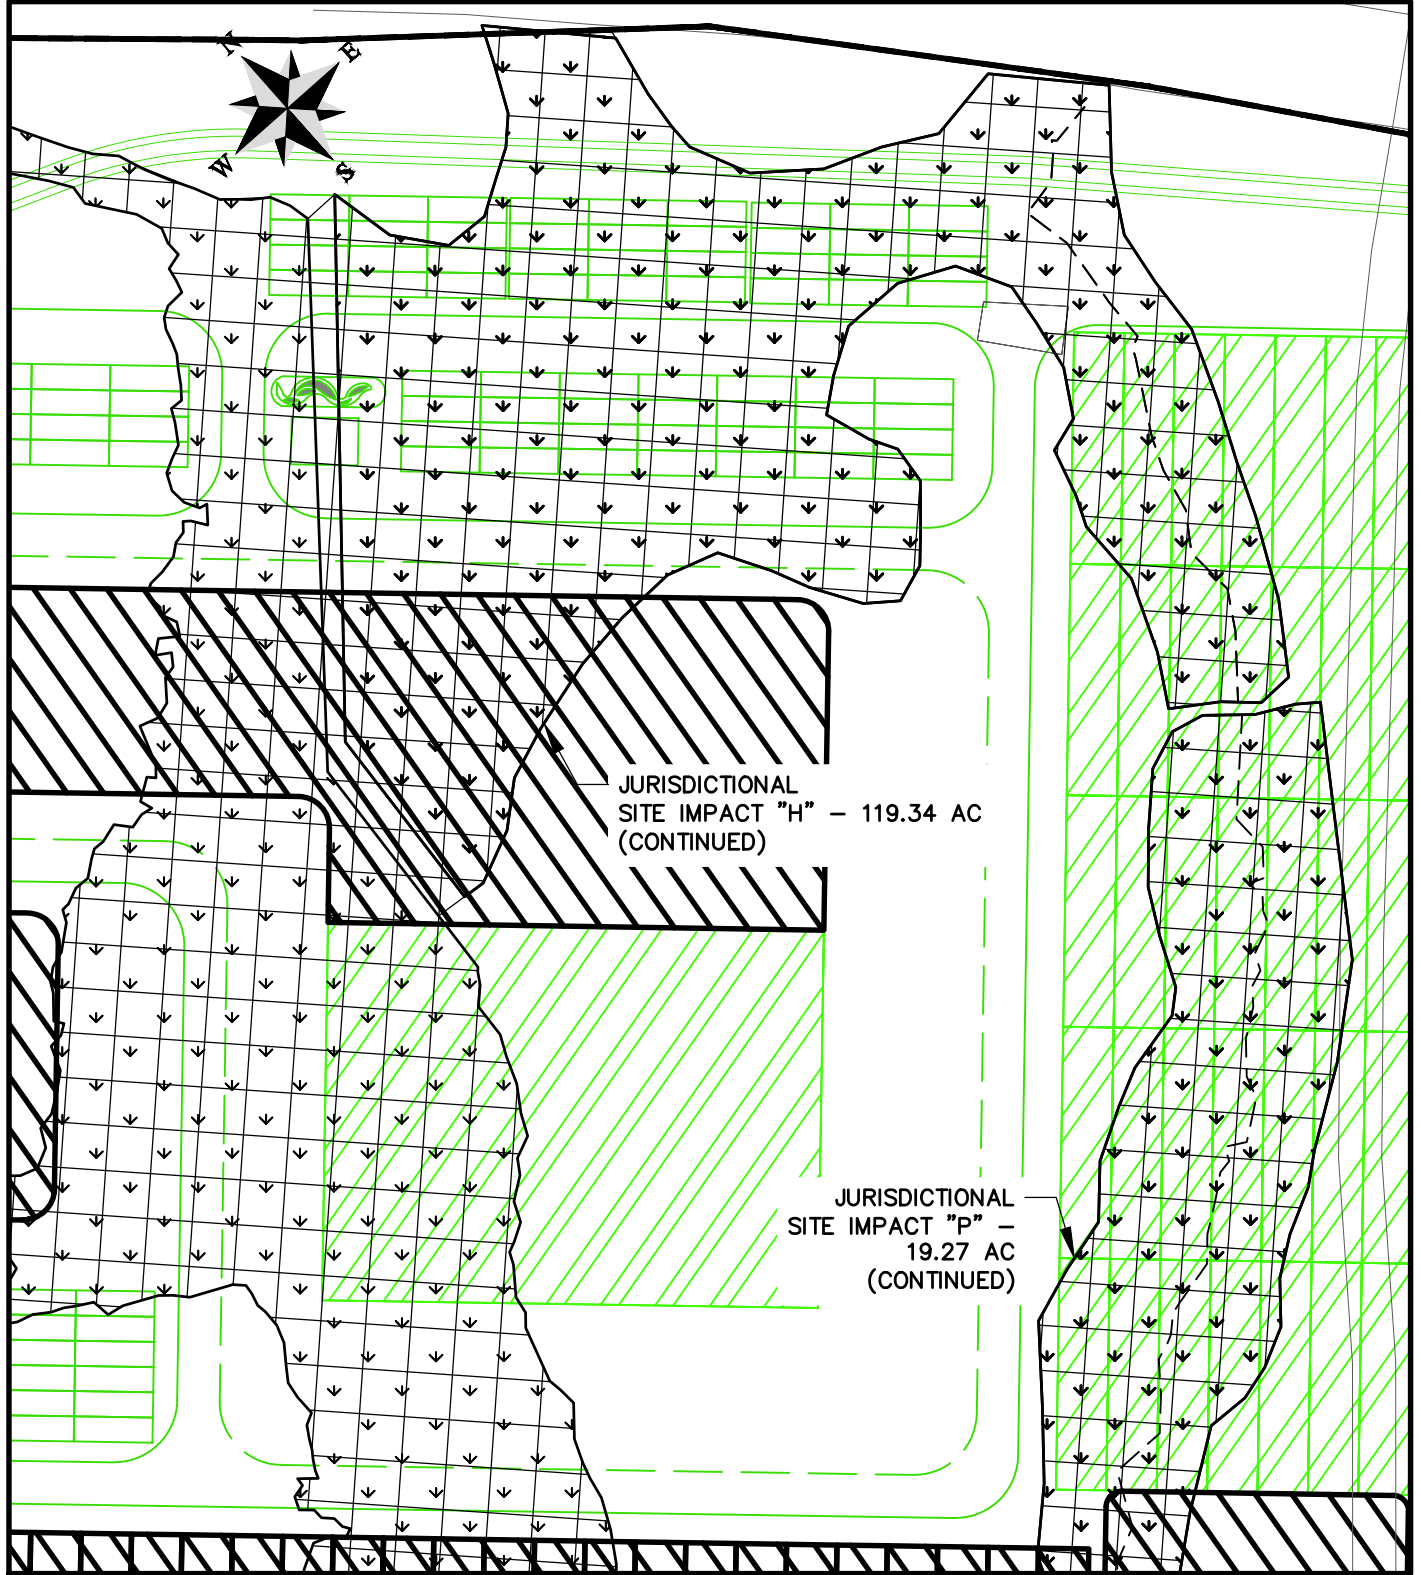 N
E
W
S
JURISDICTIONAL
SITE IMPACT "H" – 119.34 AC
(CONTINUED)
JURISDICTIONAL
SITE IMPACT "P" –
19.27 AC
(CONTINUED)